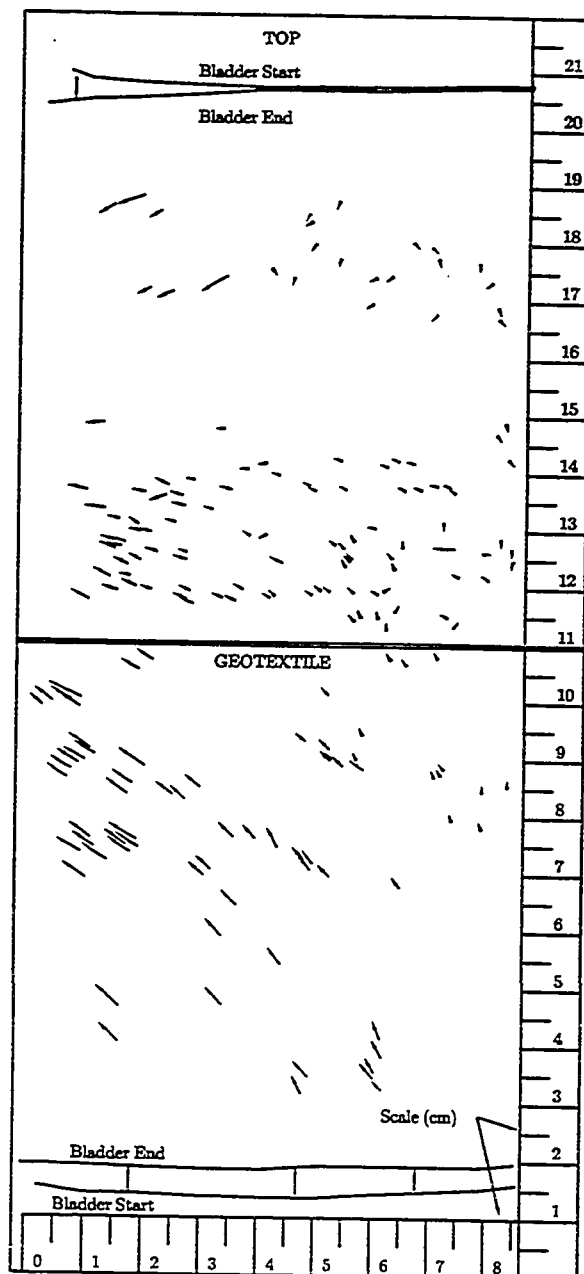 TOP
21
Bladder Start
Bladder End
20
19
18
17
16
15
14
13
12
11
GEOTEXTILE
10
9
8
7
6
5
4
3
Scale (cm)
2
Bladder End
Bladder Start
1
0 1 2 3 4 5 6 7 8